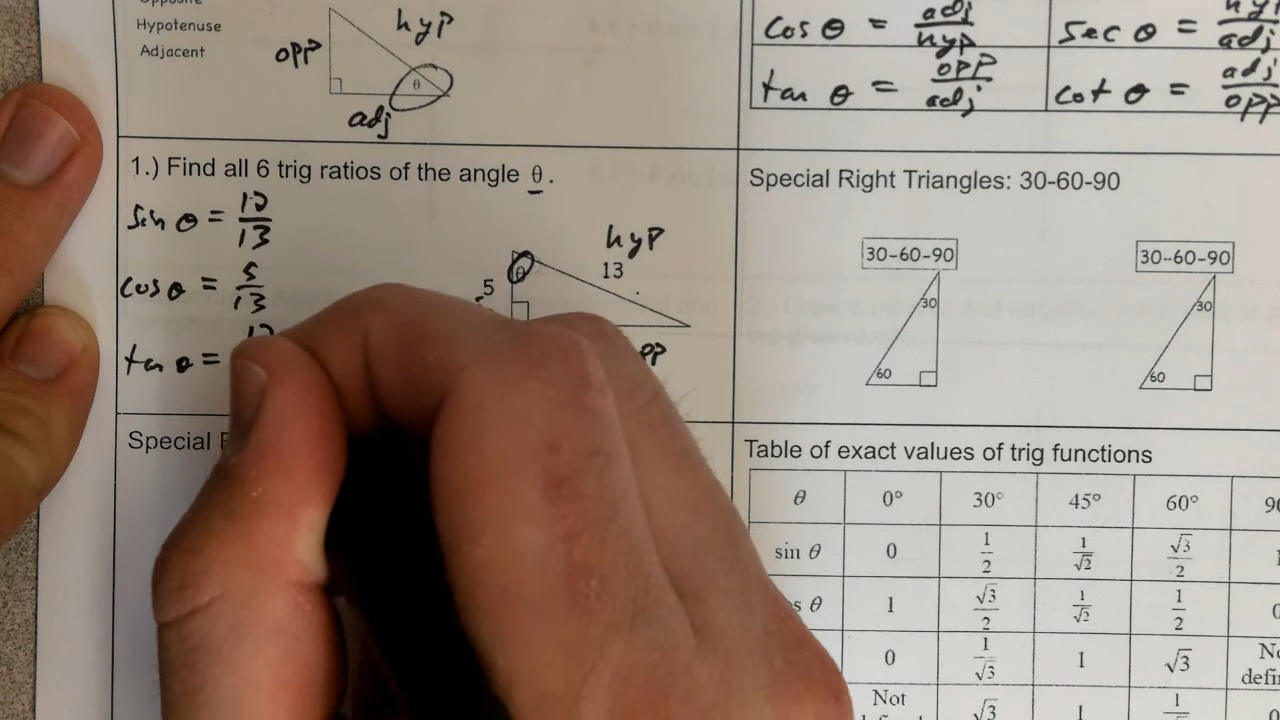 Hypotenuse
Adjacent
opp
hyp
θ
adj
cos θ = adj/hyp
sec θ = hyp/adj
tan θ = opp/adj
cot θ = adj/opp
1.) Find all 6 trig ratios of the angle θ.
sin θ = 12/13
cos θ = 5/13
tan θ =
hyp
θ
13
5
Special Right Triangles: 30-60-90
30-60-90
30
60
30-60-90
30
60
Special
Table of exact values of trig functions
θ 0° 30° 45° 60°
sin θ 0 1/2 1/√2 √3/2
θ 1 √3/2 1/√2 1/2
0 1/√3 1 √3
Not √3 1